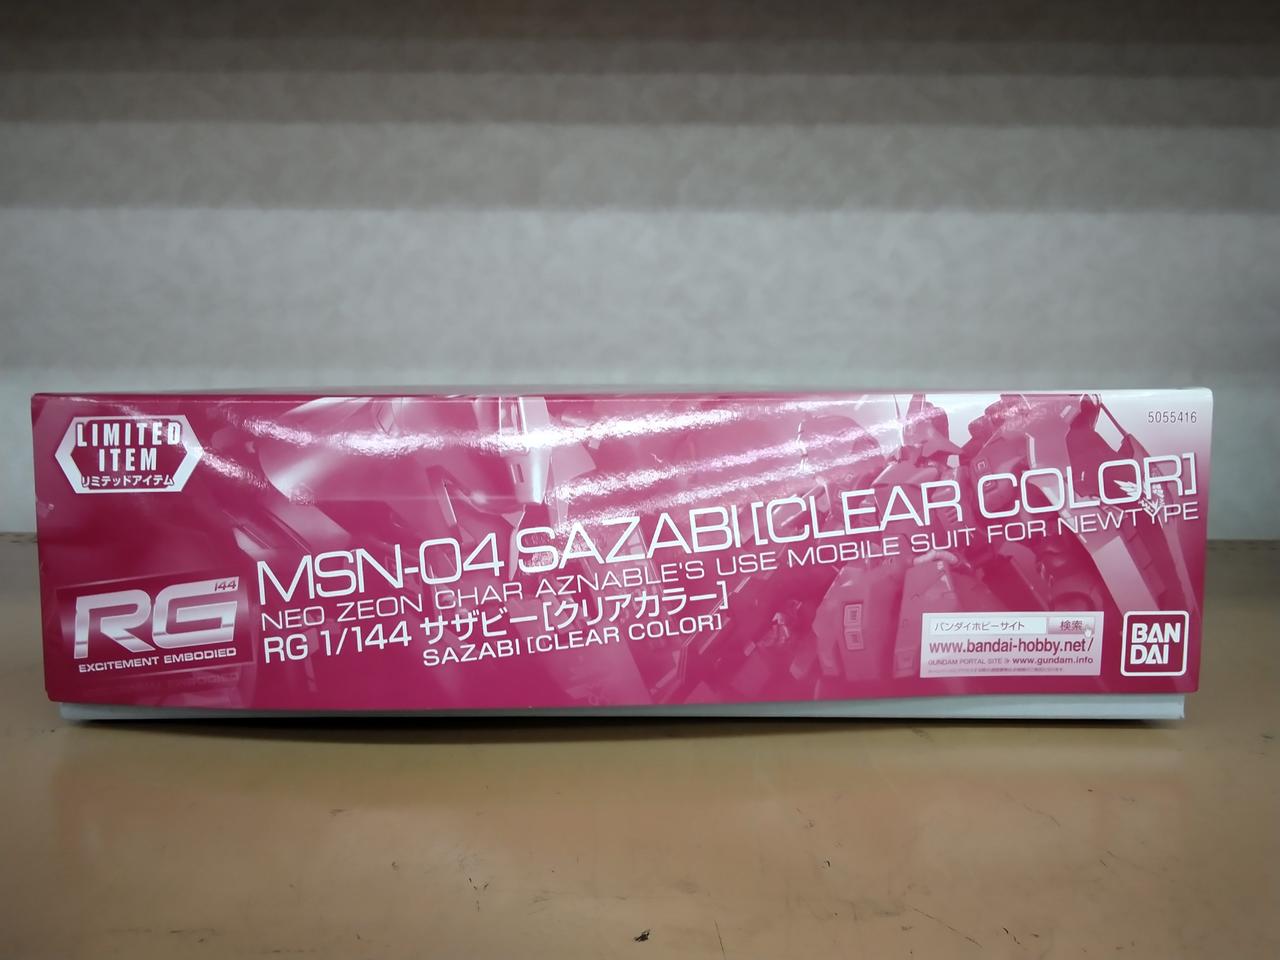 LIMITED
ITEM
リミテッドアイテム
5055416
MSN-04 SAZABI [CLEAR COLOR]
NEO ZEON CHAR AZNABLE'S USE MOBILE SUIT FOR NEWTYPE
RG 1/144 サザビー[クリアカラー]
SAZABI [CLEAR COLOR]
144
RG
EXCITEMENT EMBODIED
バンダイホビーサイト 検索
www.bandai-hobby.net/
GUNDAM PORTAL SITE www.gundam.info
BAN
DAI